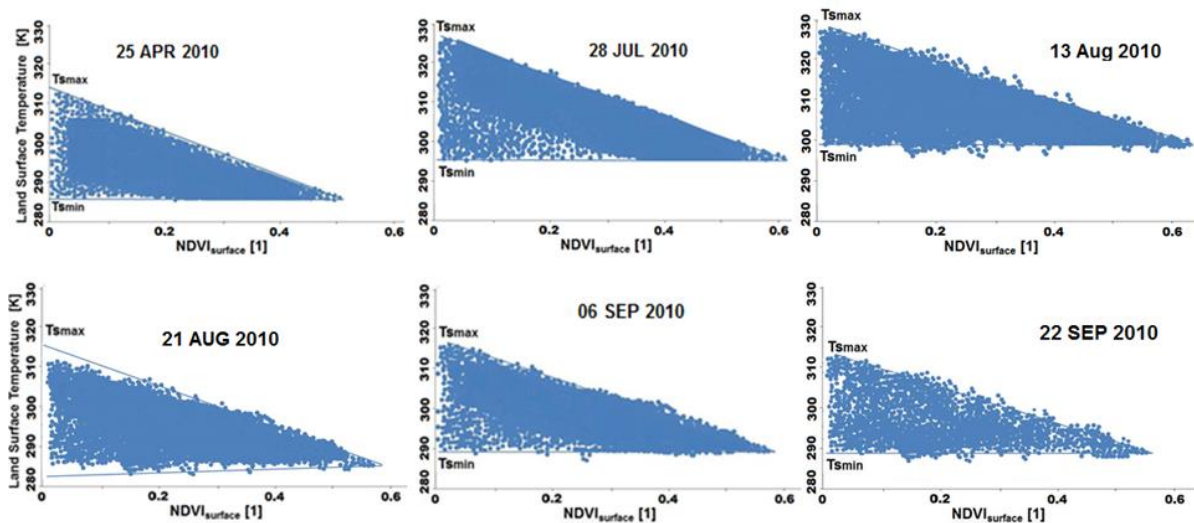 25 APR 2010
Tsmax
Tsmin
Land Surface Temperature [K]
330
320
310
300
290
280
0
0.2
0.4
0.6
NDVIsurface [1]
28 JUL 2010
Tsmax
Tsmin
330
320
310
300
290
280
0
0.2
0.4
0.6
NDVIsurface [1]
13 Aug 2010
Tsmax
Tsmin
330
320
310
300
290
280
0
0.2
0.4
0.6
NDVIsurface [1]
21 AUG 2010
Tsmax
Land Surface Temperature [K]
330
320
310
300
290
280
0
0.2
0.4
0.6
NDVIsurface [1]
06 SEP 2010
Tsmax
Tsmin
330
320
310
300
290
280
0
0.2
0.4
0.6
NDVIsurface [1]
22 SEP 2010
Tsmax
Tsmin
330
320
310
300
290
280
0
0.2
0.4
0.6
NDVIsurface [1]